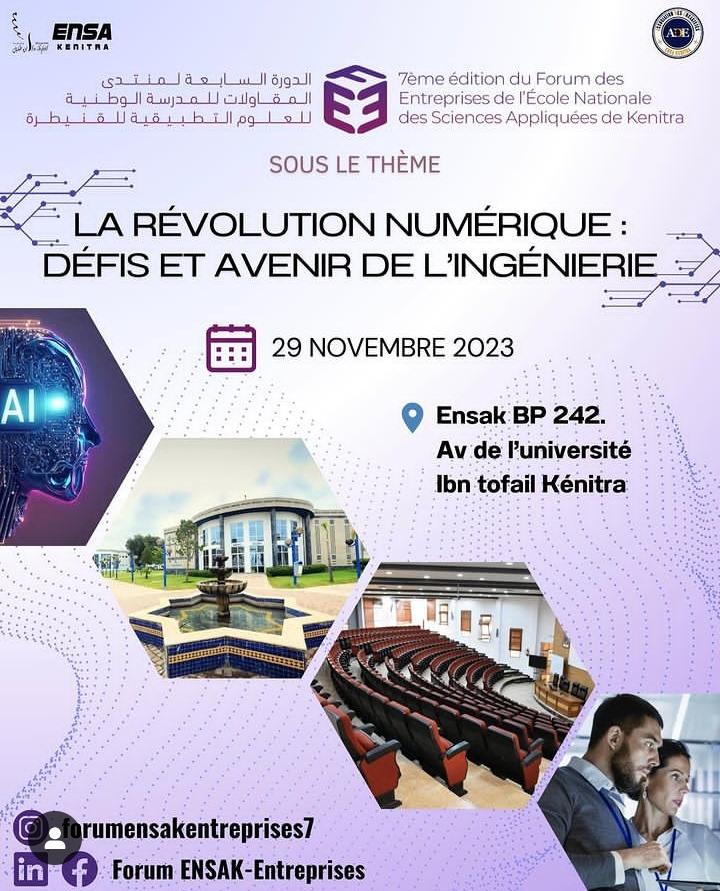 ENSA
KENITRA
ADE
الدورة السابعة لمنتدى
المقاولات للمدرسة الوطنية
للعلوم التطبيقية للقنيطرة
7ème édition du Forum des
Entreprises de l'École Nationale
des Sciences Appliquées de Kenitra
SOUS LE THÈME
LA RÉVOLUTION NUMÉRIQUE :
DÉFIS ET AVENIR DE L'INGÉNIERIE
29 NOVEMBRE 2023
AI
Ensak BP 242.
Av de l'université
Ibn tofail Kénitra
forumensakentreprises7
in f Forum ENSAK-Entreprises